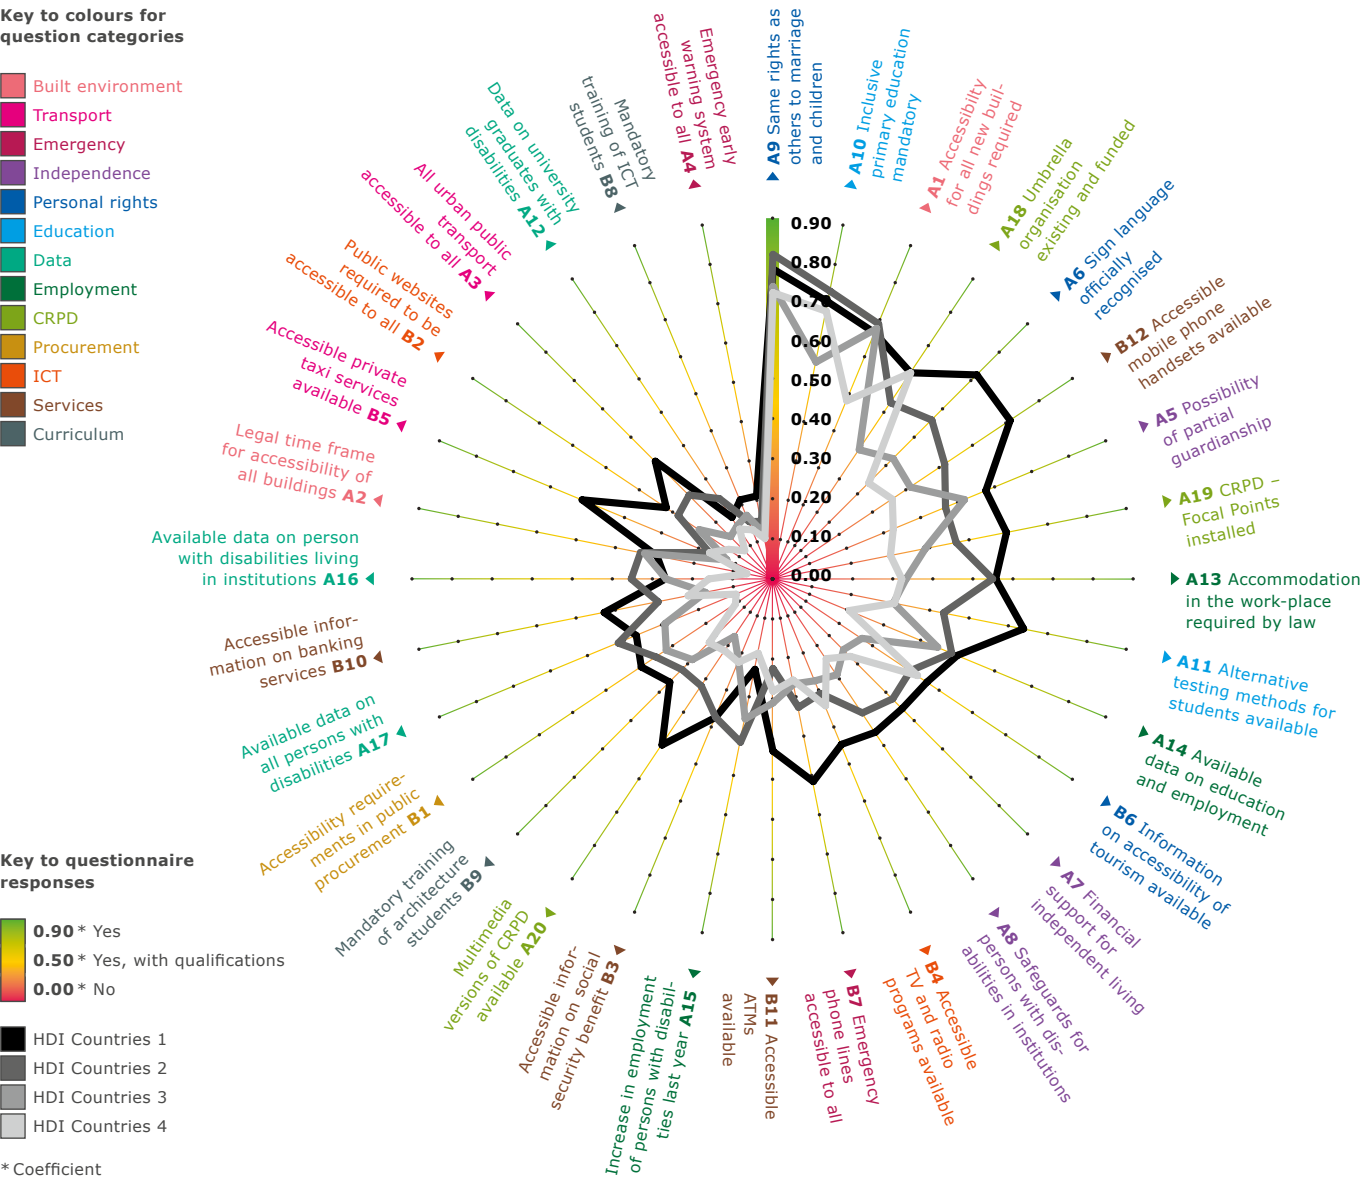 Key to colours for
question categories
Built environment
Transport
Emergency
Independence
Personal rights
Education
Data
Employment
CRPD
Procurement
ICT
Services
Curriculum
A9 Same rights as
others to marriage
and children
A10 Inclusive
primary education
mandatory
A1 Accessibilty
for all new buil-
dings required
A18 Umbrella
organisation
existing and funded
A6 Sign language
officially
recognised
B12 Accessible
mobile phone
handsets available
A5 Possibility
of partial
guardianship
A19 CRPD –
Focal Points
installed
A13 Accommodation
in the work-place
required by law
A11 Alternative
testing methods for
students available
A14 Available
data on education
and employment
B6 Information
on accessibility of
tourism available
A7 Financial
support for
independent living
A8 Safeguards for
persons with dis-
abilities in institutions
B4 Accessible
TV and radio
programs available
B7 Emergency
phone lines
accessible to all
B11 Accessible
ATMs
available
Increase in employment
of persons with disabil-
ties last year A15
Accessible infor-
mation on social
security benefit B3
Multimedia
versions of CRPD
available A20
Mandatory training
of architecture
students B9
Accessibility require-
ments in public
procurement B1
Available data on
all persons with
disabilities A17
Accessible infor-
mation on banking
services B10
Available data on person
with disabilities living
in institutions A16
Legal time frame
for accessibility of
all buildings A2
Accessible private
taxi services
available B5
Public websites
required to be
accessible to all B2
All urban public
transport
accessible to all A3
Data on university
graduates with
disabilities A12
Mandatory
training of ICT
students B8
Emergency early
warning system
accessible to all A4
0.90
0.80
0.70
0.60
0.50
0.40
0.30
0.20
0.10
0.00
Key to questionnaire
responses
0.90 * Yes
0.50 * Yes, with qualifications
0.00 * No
HDI Countries 1
HDI Countries 2
HDI Countries 3
HDI Countries 4
* Coefficient